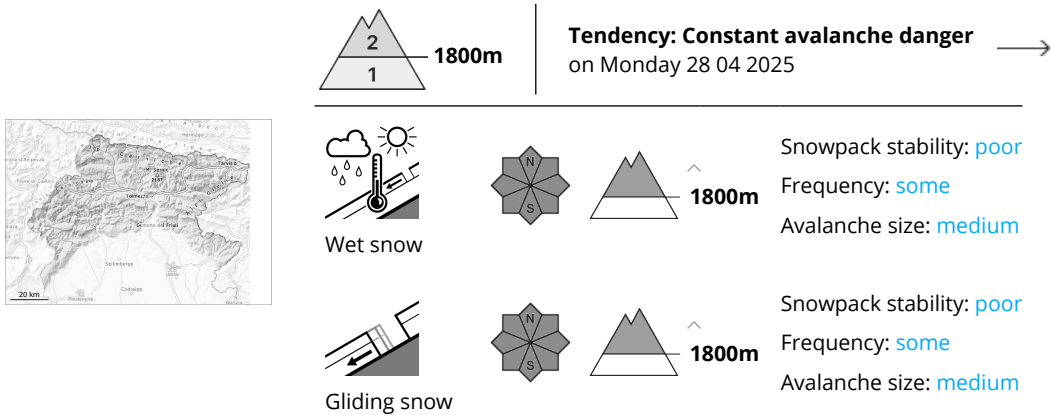 2
1
1800m
Tendency: Constant avalanche danger
on Monday 28 04 2025
Tarvisio
Tolmezzo
Gemona del Friuli
Spilimbergo
Udine
Codroipo
Pordenone
Gorizia
20 km
N
S
1800m
Wet snow
Snowpack stability: poor
Frequency: some
Avalanche size: medium
N
S
1800m
Gliding snow
Snowpack stability: poor
Frequency: some
Avalanche size: medium